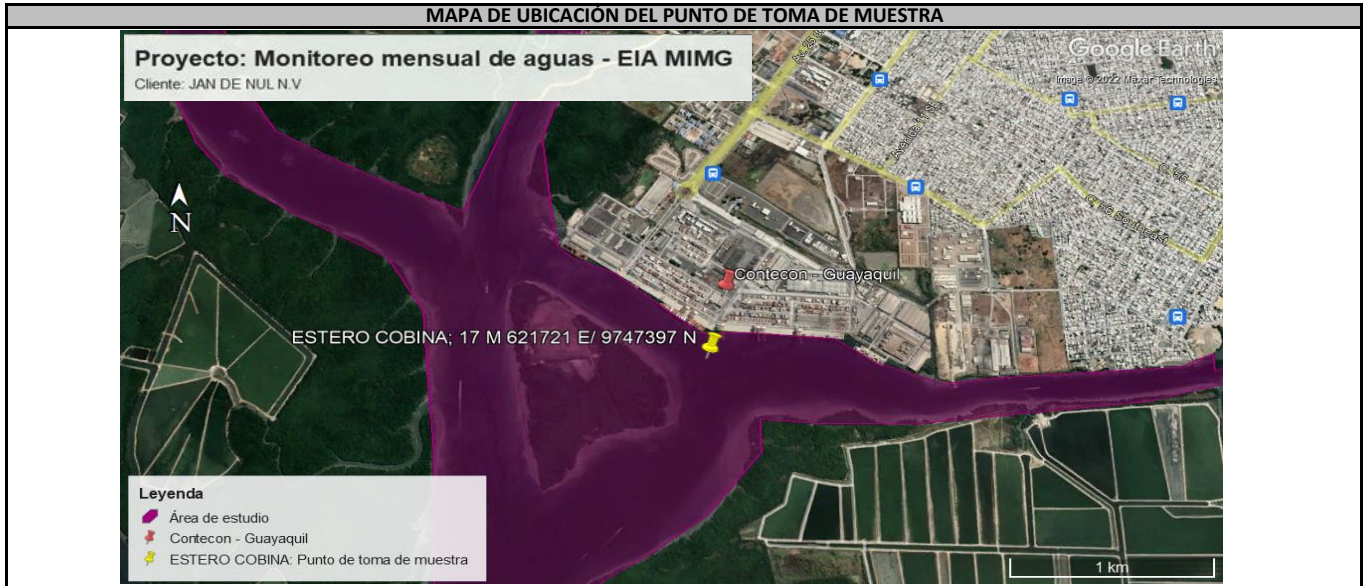 MAPA DE UBICACIÓN DEL PUNTO DE TOMA DE MUESTRA
Proyecto: Monitoreo mensual de aguas - EIA MIMG
Cliente: JAN DE NUL N.V
Google Earth
Image © 2022 Maxar Technologies
N
Contecon - Guayaquil
ESTERO COBINA; 17 M 621721 E/ 9747397 N
Leyenda
Área de estudio
Contecon - Guayaquil
ESTERO COBINA: Punto de toma de muestra
1 km